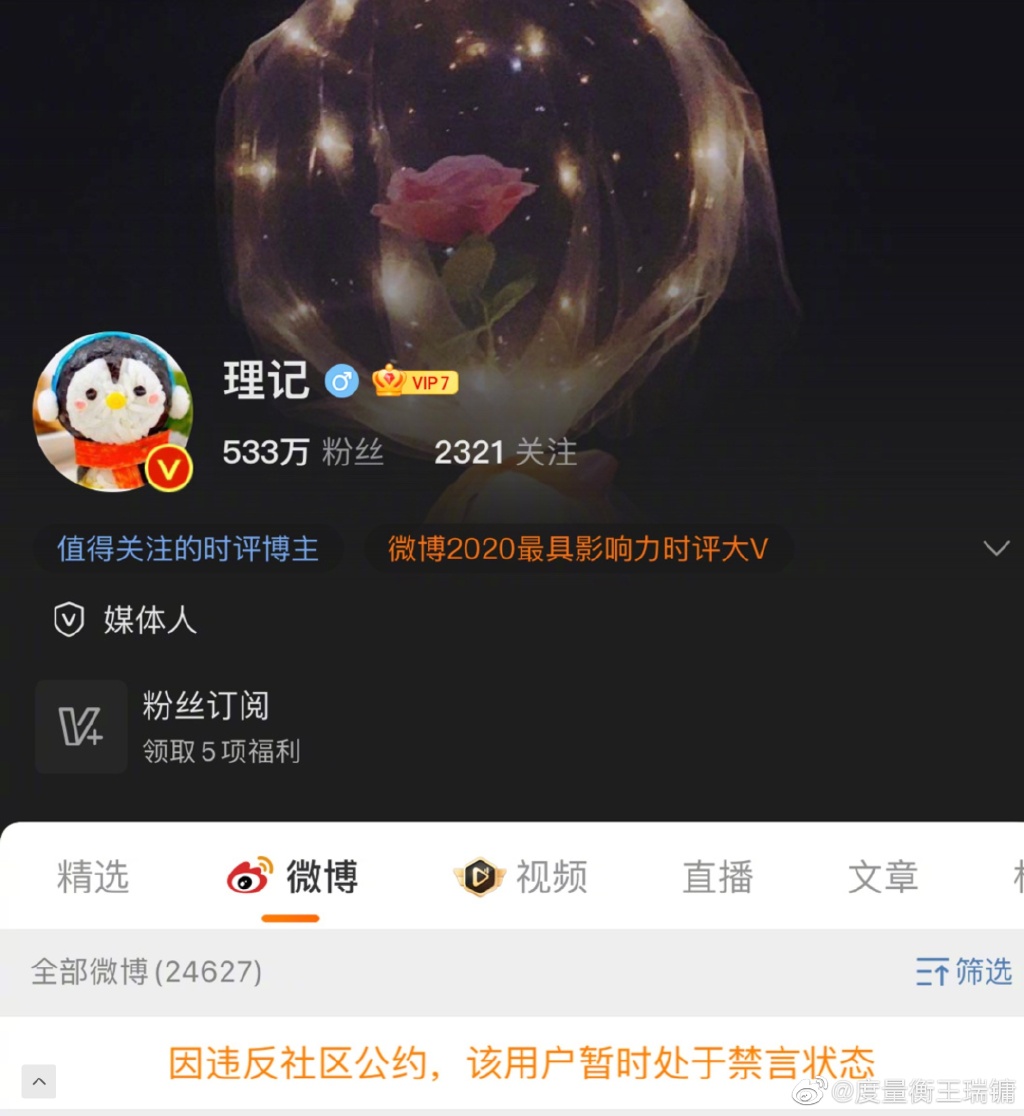 理记 VIP 7
533万 粉丝 2321 关注
值得关注的时评博主 微博2020最具影响力时评大V
媒体人
粉丝订阅
领取5项福利
精选 微博 视频 直播 文章
全部微博(24627) 筛选
因违反社区公约，该用户暂时处于禁言状态
@度量衡王瑞镛